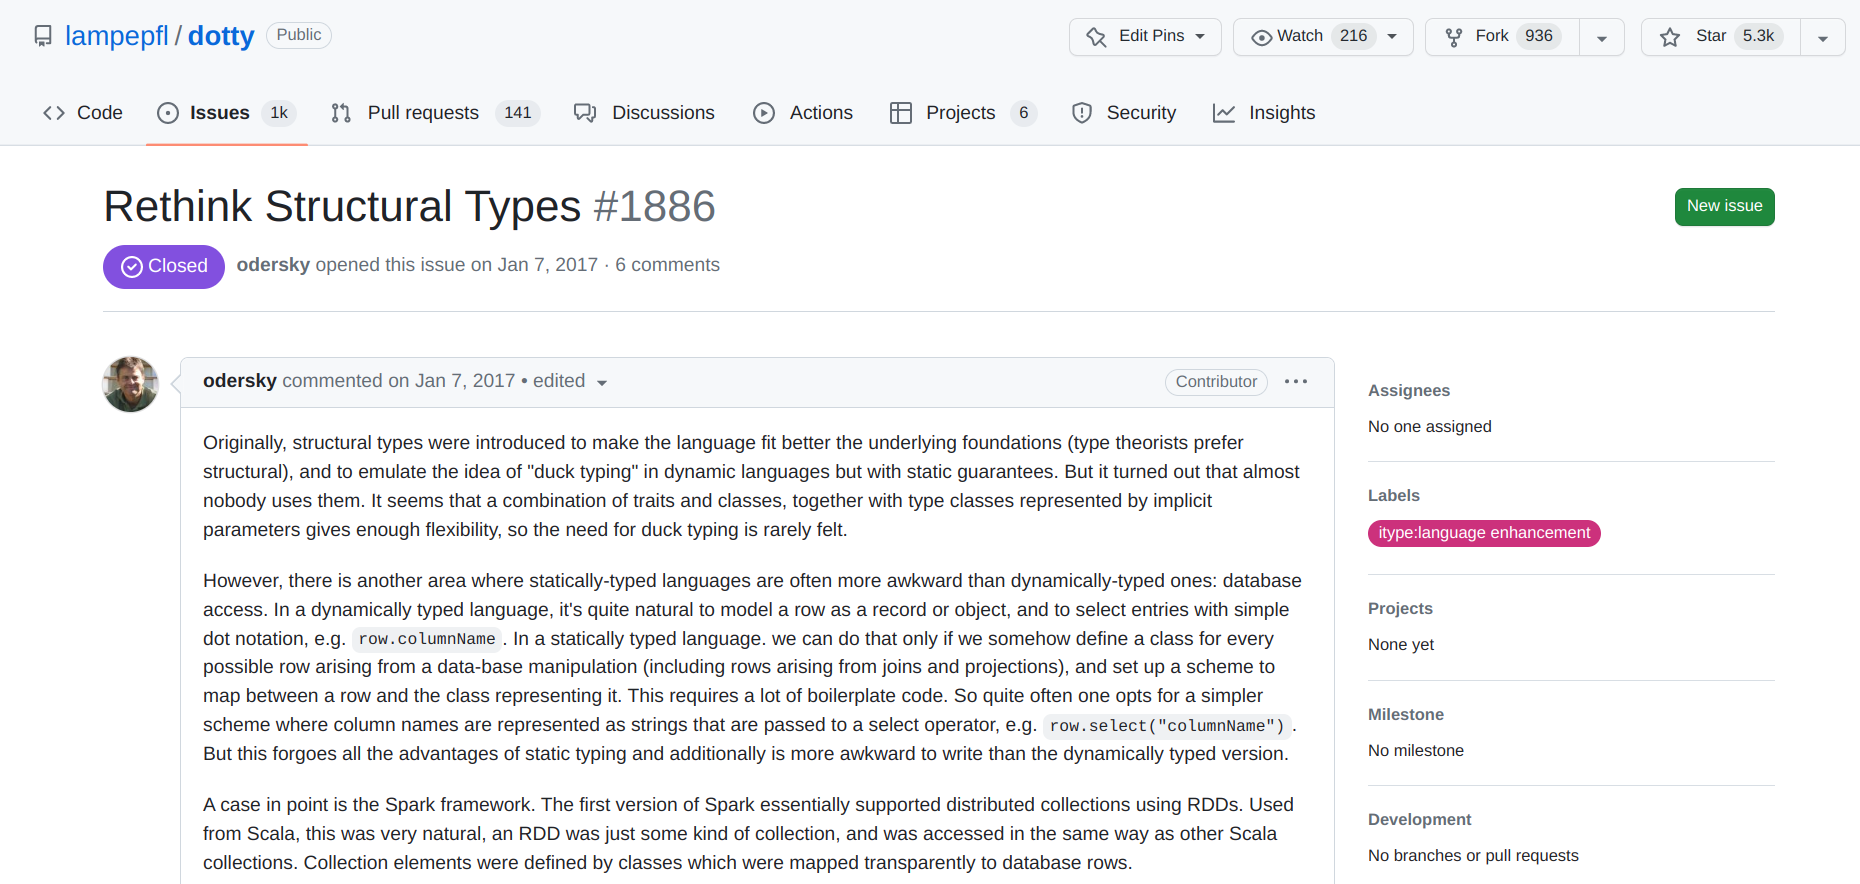 lampepfl / dotty Public
Edit Pins Watch 216 Fork 936 Star 5.3k
Code Issues 1k Pull requests 141 Discussions Actions Projects 6 Security Insights
Rethink Structural Types #1886
New issue
Closed odersky opened this issue on Jan 7, 2017 · 6 comments
odersky commented on Jan 7, 2017 • edited Contributor
Originally, structural types were introduced to make the language fit better the underlying foundations (type theorists prefer
structural), and to emulate the idea of "duck typing" in dynamic languages but with static guarantees. But it turned out that almost
nobody uses them. It seems that a combination of traits and classes, together with type classes represented by implicit
parameters gives enough flexibility, so the need for duck typing is rarely felt.
However, there is another area where statically-typed languages are often more awkward than dynamically-typed ones: database
access. In a dynamically typed language, it's quite natural to model a row as a record or object, and to select entries with simple
dot notation, e.g. row.columnName. In a statically typed language. we can do that only if we somehow define a class for every
possible row arising from a data-base manipulation (including rows arising from joins and projections), and set up a scheme to
map between a row and the class representing it. This requires a lot of boilerplate code. So quite often one opts for a simpler
scheme where column names are represented as strings that are passed to a select operator, e.g. row.select("columnName").
But this forgoes all the advantages of static typing and additionally is more awkward to write than the dynamically typed version.
A case in point is the Spark framework. The first version of Spark essentially supported distributed collections using RDDs. Used
from Scala, this was very natural, an RDD was just some kind of collection, and was accessed in the same way as other Scala
collections. Collection elements were defined by classes which were mapped transparently to database rows.
Assignees
No one assigned
Labels
itype:language enhancement
Projects
None yet
Milestone
No milestone
Development
No branches or pull requests